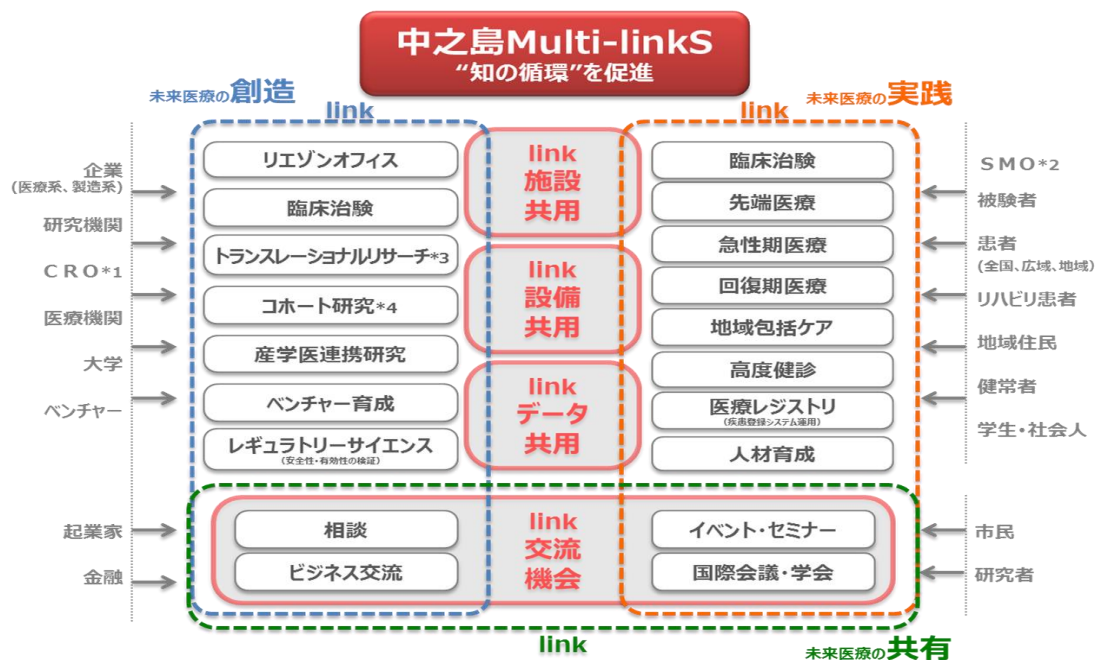 中之島Multi-linkS
“知の循環”を促進
未来医療の創造
link
未来医療の実践
link
企業
(医療系、製造系)
研究機関
CRO*1
医療機関
大学
ベンチャー
リエゾンオフィス
臨床治験
トランスレーショナルリサーチ*3
コホート研究*4
産学医連携研究
ベンチャー育成
レギュラトリーサイエンス
(安全性・有効性の検証)
link
施設
共用
link
設備
共用
link
データ
共用
臨床治験
先端医療
急性期医療
回復期医療
地域包括ケア
高度健診
医療レジストリ
(疾患登録システム運用)
人材育成
SMO*2
被験者
患者
(全国、広域、地域)
リハビリ患者
地域住民
健常者
学生・社会人
起業家
金融
相談
ビジネス交流
link
交流
機会
イベント・セミナー
国際会議・学会
市民
研究者
link
未来医療の共有